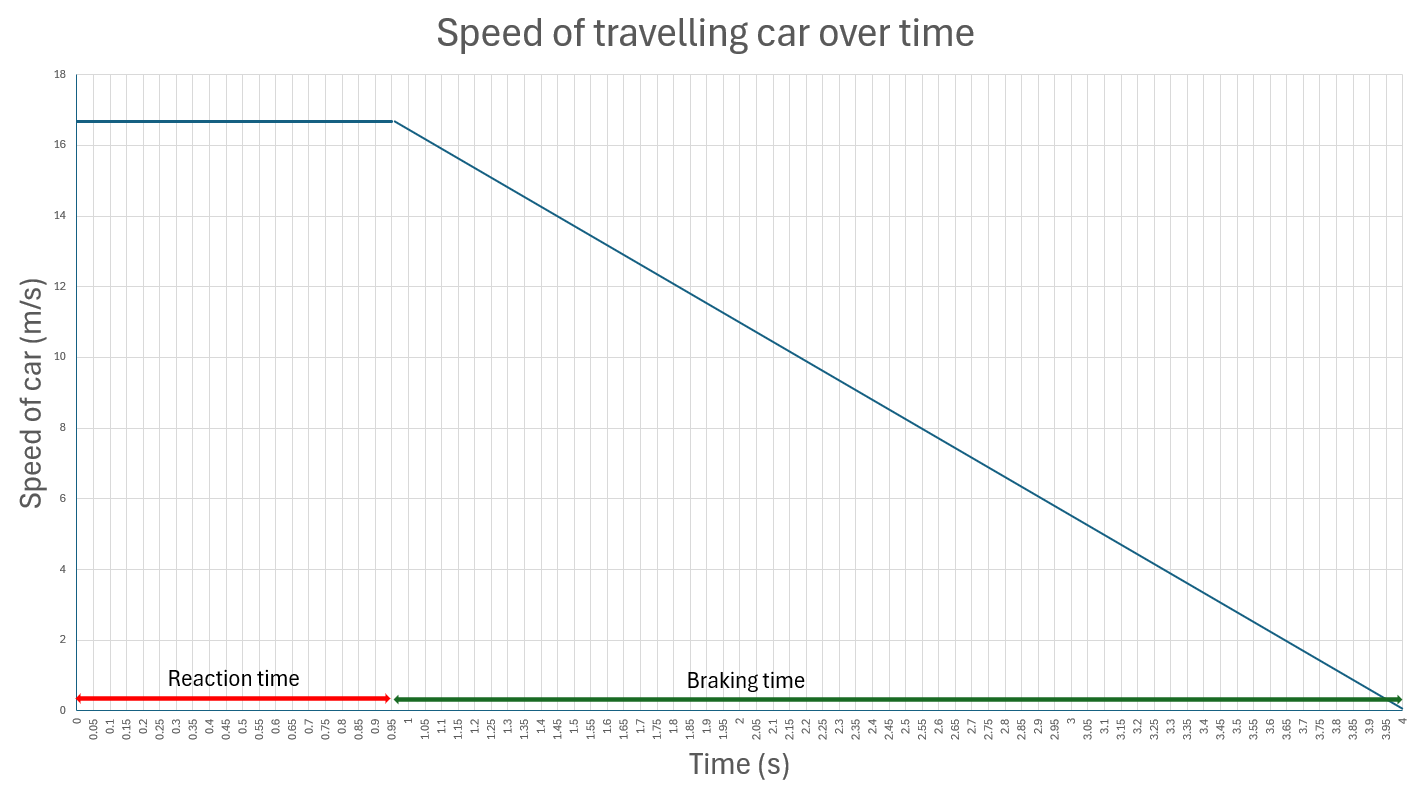 Speed of travelling car over time
Speed of car (m/s)
18
16
14
12
10
8
6
4
2
0
Reaction time
Braking time
0 0.05 0.1 0.15 0.2 0.25 0.3 0.35 0.4 0.45 0.5 0.55 0.6 0.65 0.7 0.75 0.8 0.85 0.9 0.95 1 1.05 1.1 1.15 1.2 1.25 1.3 1.35 1.4 1.45 1.5 1.55 1.6 1.65 1.7 1.75 1.8 1.85 1.9 1.95 2 2.05 2.1 2.15 2.2 2.25 2.3 2.35 2.4 2.45 2.5 2.55 2.6 2.65 2.7 2.75 2.8 2.85 2.9 2.95 3 3.05 3.1 3.15 3.2 3.25 3.3 3.35 3.4 3.45 3.5 3.55 3.6 3.65 3.7 3.75 3.8 3.85 3.9 3.95 4
Time (s)